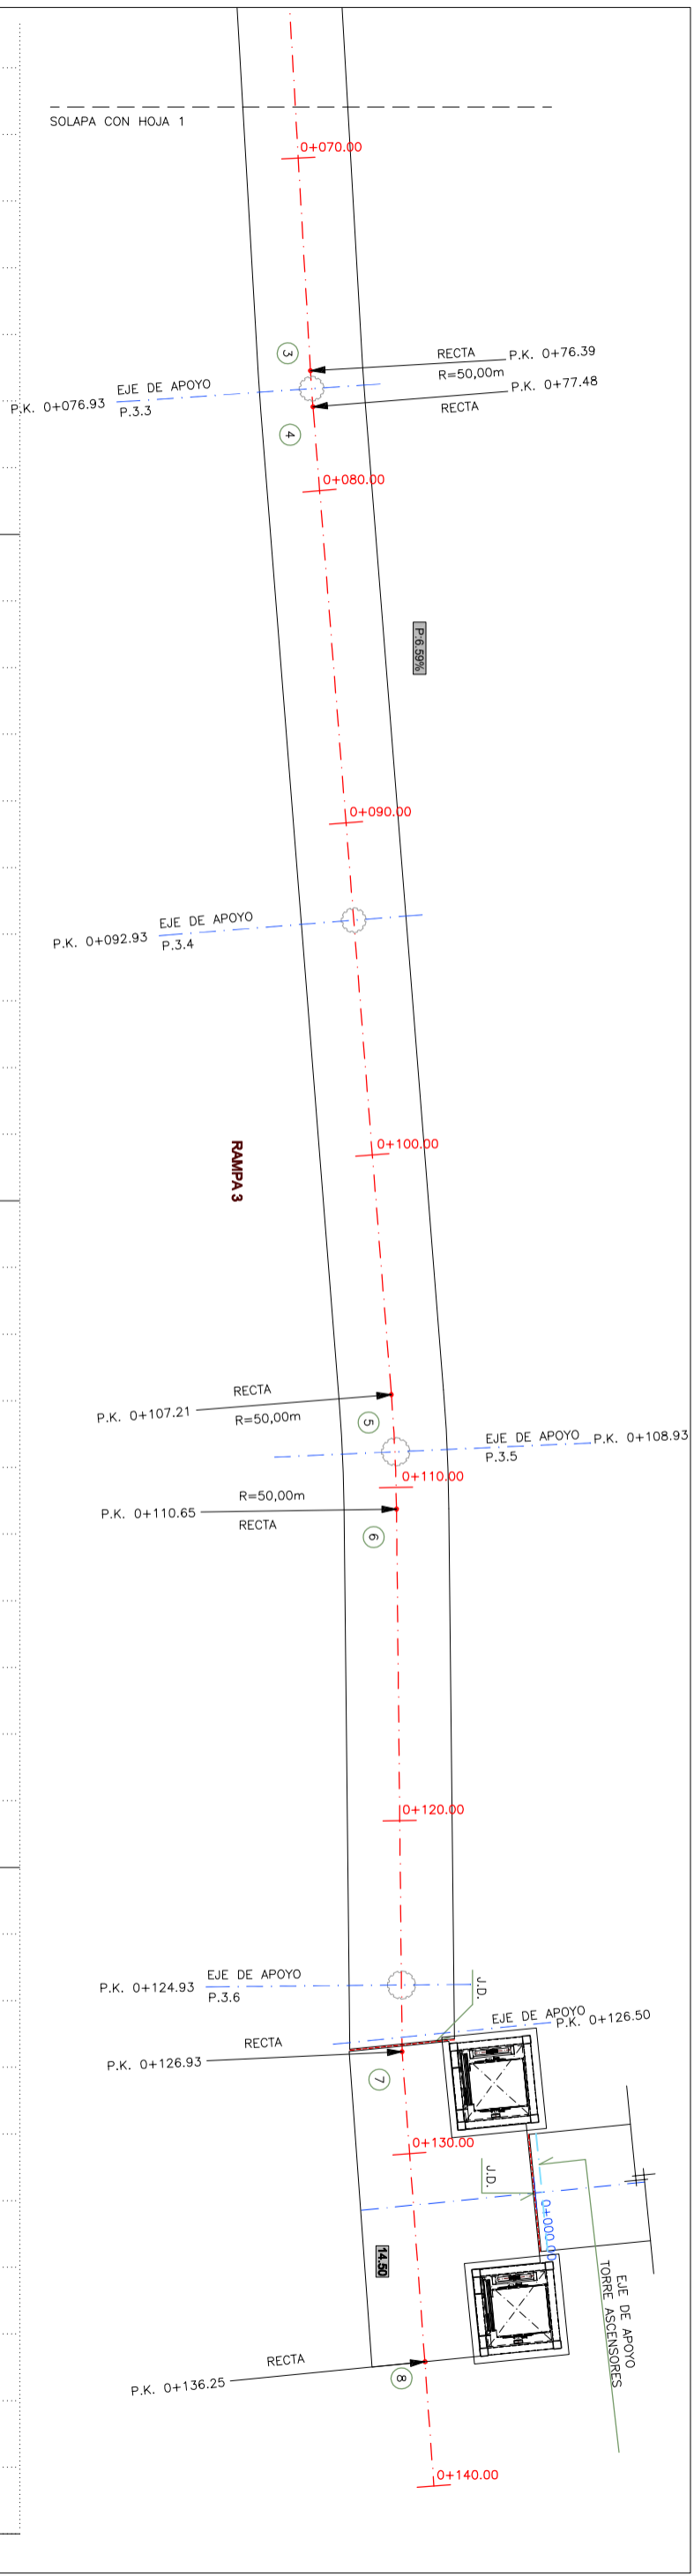 SOLAPA CON HOJA 1
0+070.00
3
RECTA
P.K. 0+76.39
R=50,00m
EJE DE APOYO
P.K. 0+076.93
P.3.3
P.K. 0+77.48
RECTA
4
0+080.00
P:6.59%
0+090.00
EJE DE APOYO
P.K. 0+092.93
P.3.4
0+100.00
RAMPA 3
RECTA
P.K. 0+107.21
R=50,00m
5
EJE DE APOYO
P.K. 0+108.93
P.3.5
0+110.00
R=50,00m
P.K. 0+110.65
RECTA
6
0+120.00
EJE DE APOYO
P.K. 0+124.93
P.3.6
J.D.
EJE DE APOYO
P.K. 0+126.50
RECTA
P.K. 0+126.93
7
0+130.00
J.D.
0+000.00
14.50
EJE DE APOYO
TORRE ASCENSORES
RECTA
P.K. 0+136.25
8
0+140.00